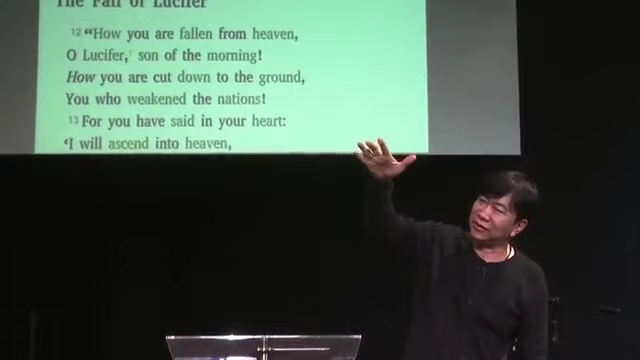 The Fall of Lucifer
12 “How you are fallen from heaven,
O Lucifer, son of the morning!
How you are cut down to the ground,
You who weakened the nations!
13 For you have said in your heart:
‘I will ascend into heaven,